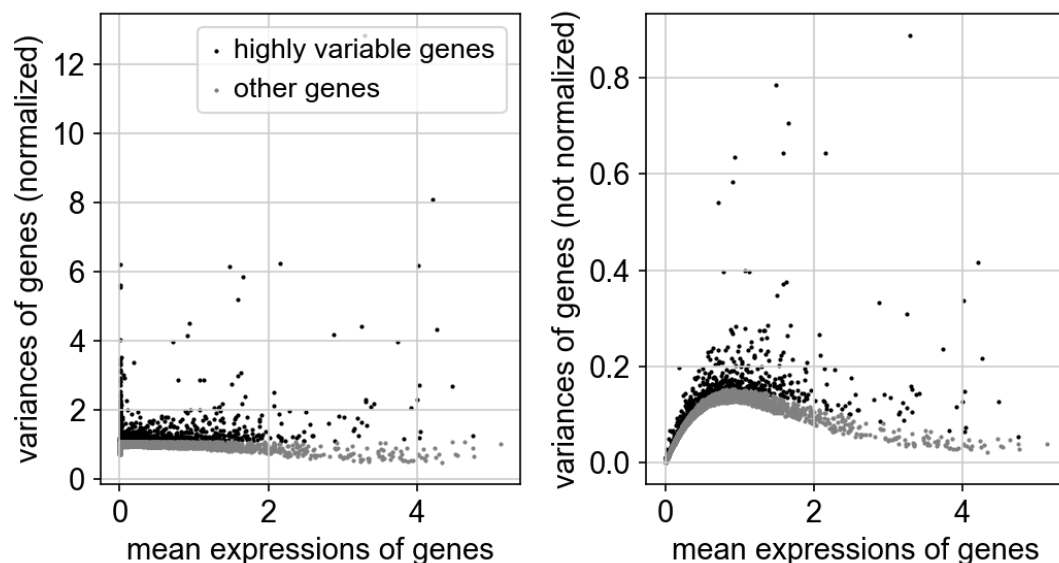 variances of genes (normalized)
12
10
8
6
4
2
0
highly variable genes
other genes
0 2 4
mean expressions of genes
variances of genes (not normalized)
0.8
0.6
0.4
0.2
0.0
0 2 4
mean expressions of genes